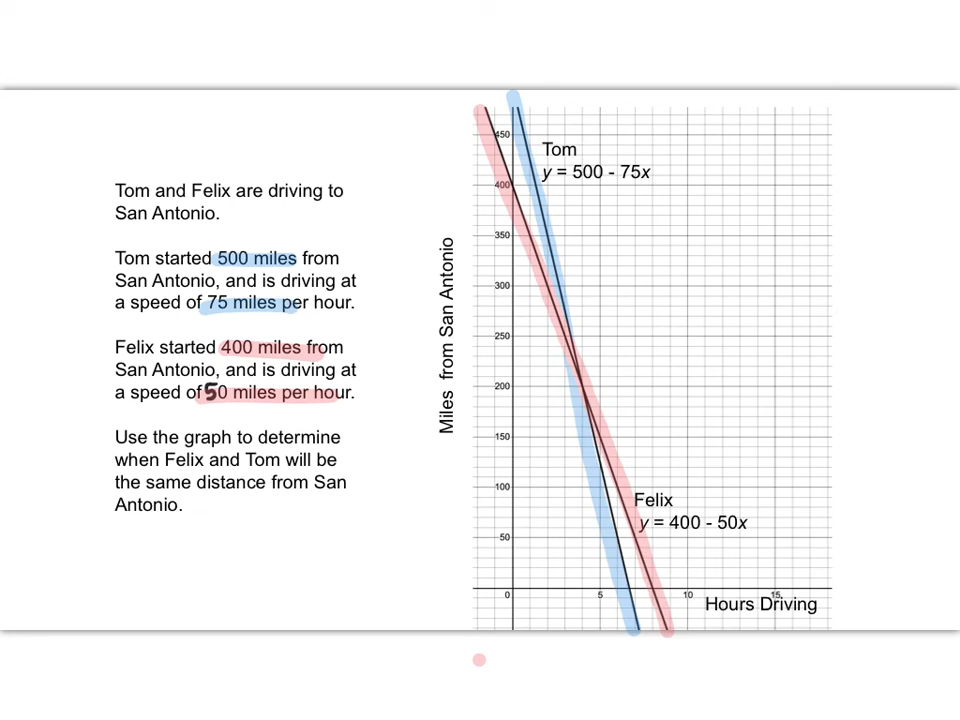 Tom and Felix are driving to
San Antonio.
Tom started 500 miles from
San Antonio, and is driving at
a speed of 75 miles per hour.
Felix started 400 miles from
San Antonio, and is driving at
a speed of 50 miles per hour.
Use the graph to determine
when Felix and Tom will be
the same distance from San
Antonio.
Miles from San Antonio
450
400
350
300
250
200
150
100
50
0
5
10
15
Hours Driving
Tom
y = 500 - 75x
Felix
y = 400 - 50x